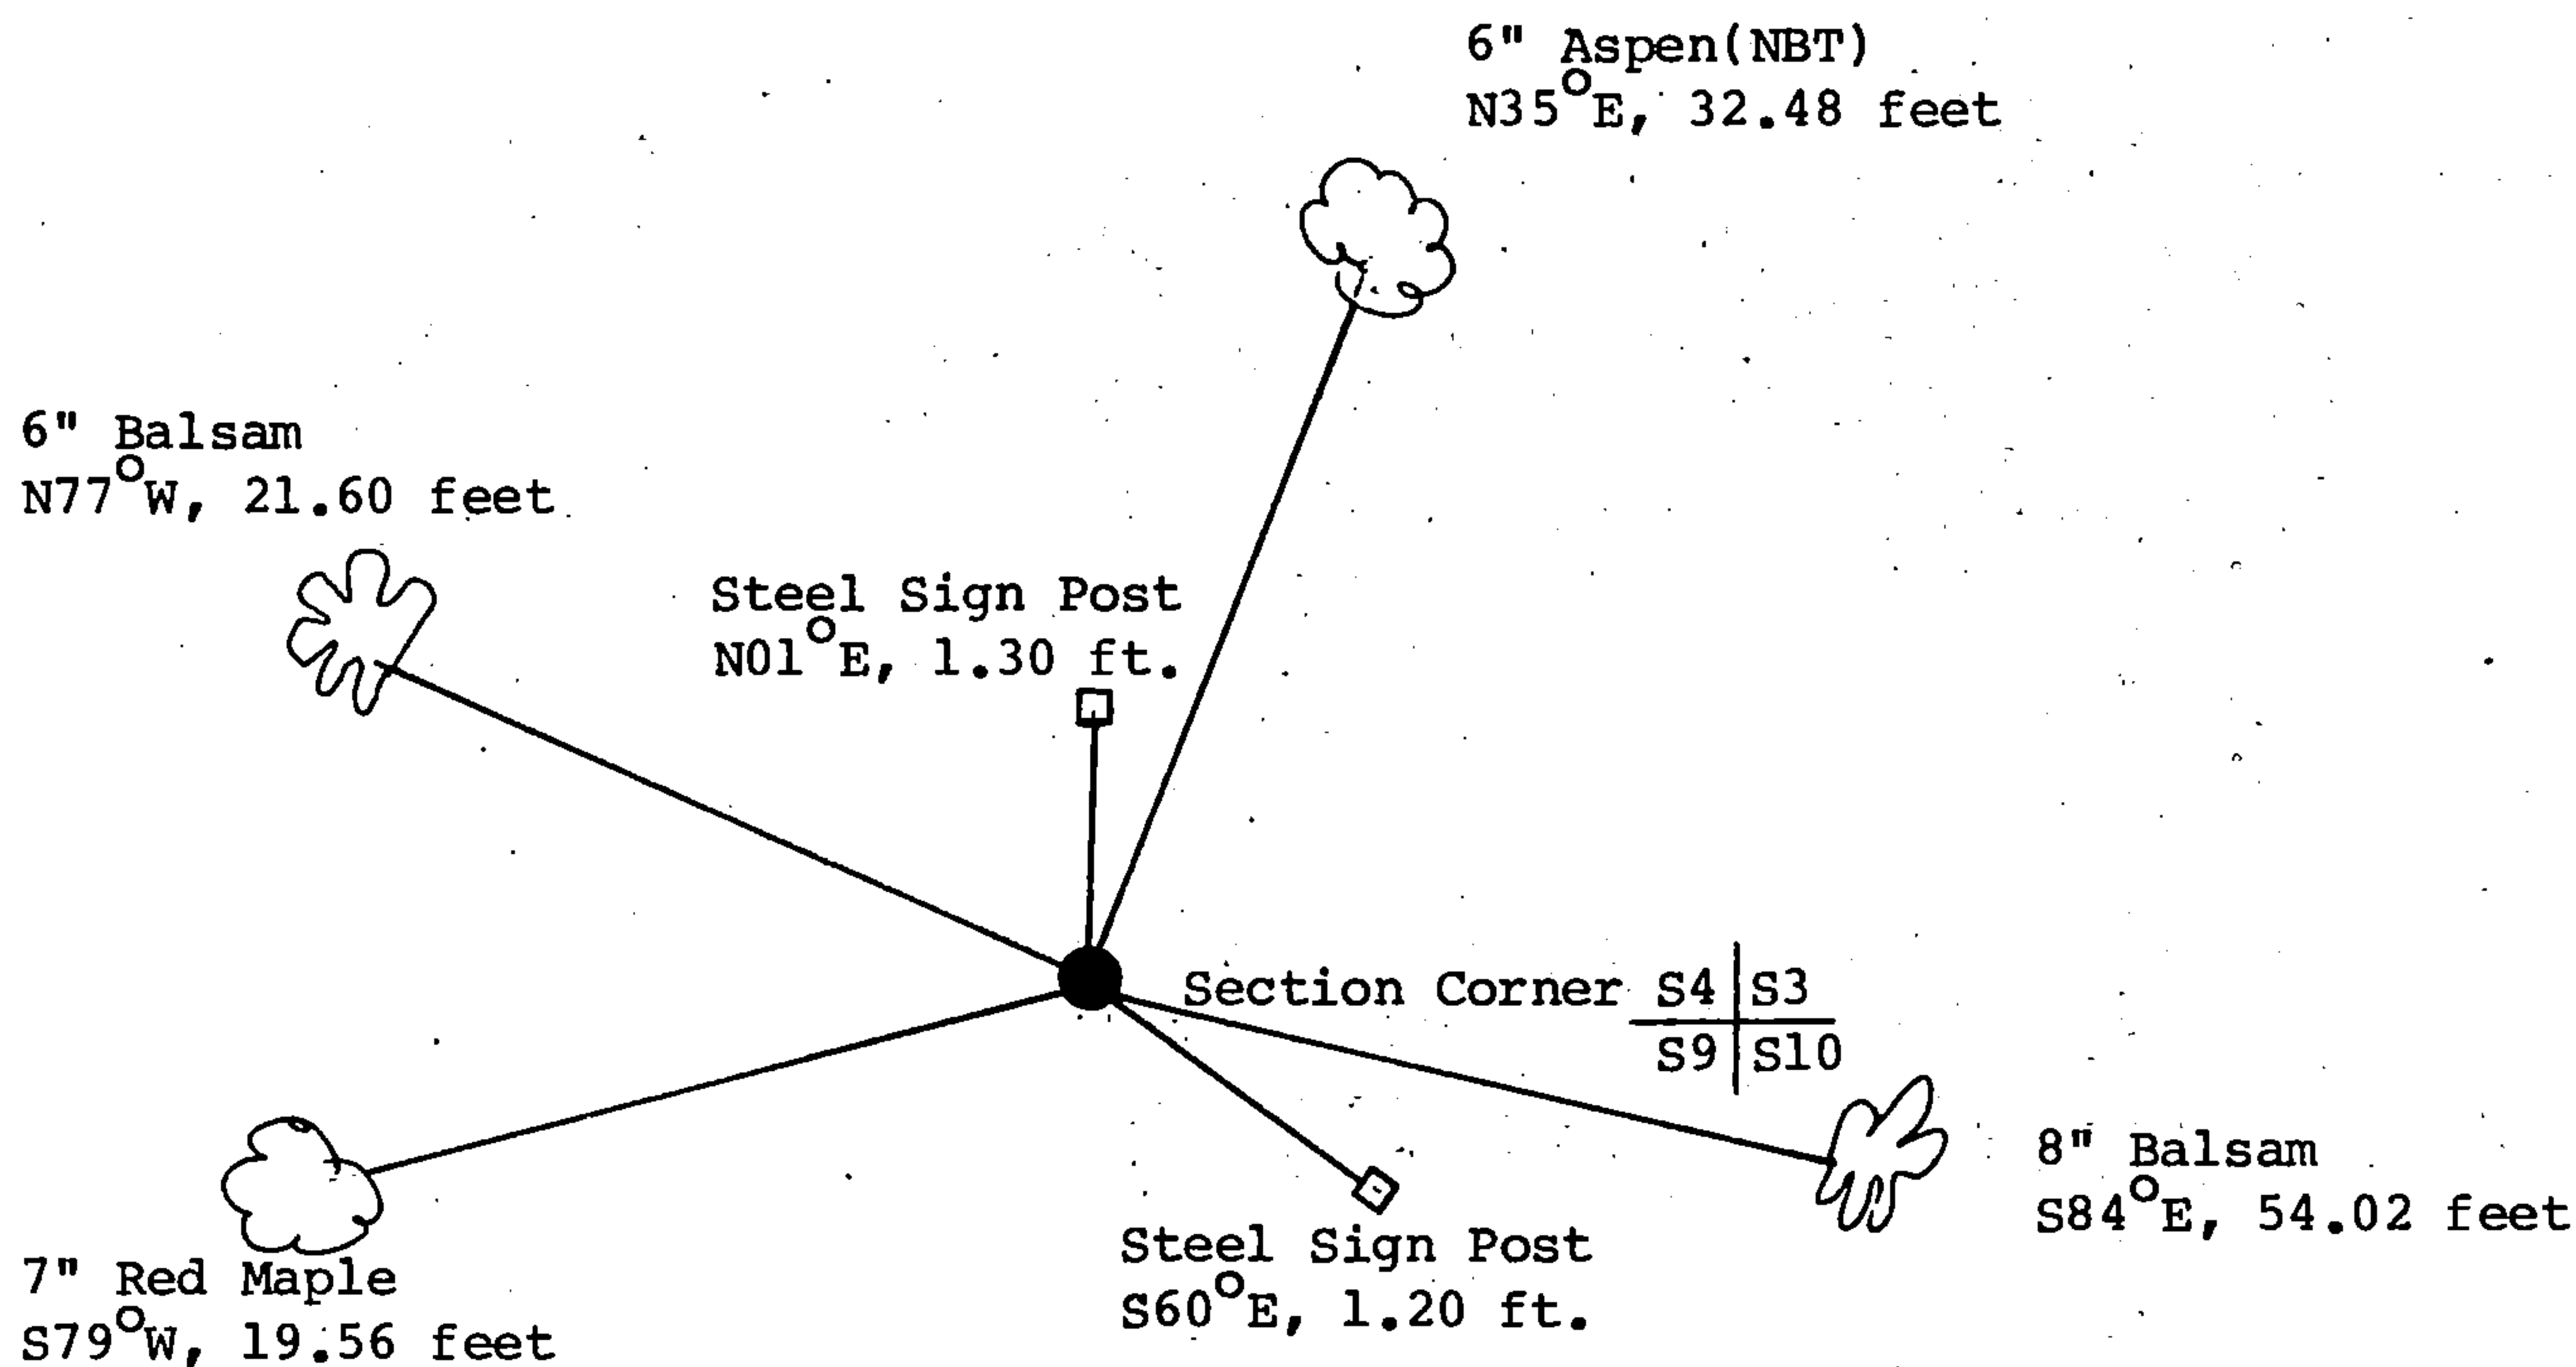 6" Aspen(NBT)
N35°E, 32.48 feet
6" Balsam
N77°W, 21.60 feet
Steel Sign Post
N01°E, 1.30 ft.
Section Corner S4 S3
S9 S10
8" Balsam
S84°E, 54.02 feet
Steel Sign Post
S60°E, 1.20 ft.
7" Red Maple
S79°W, 19.56 feet